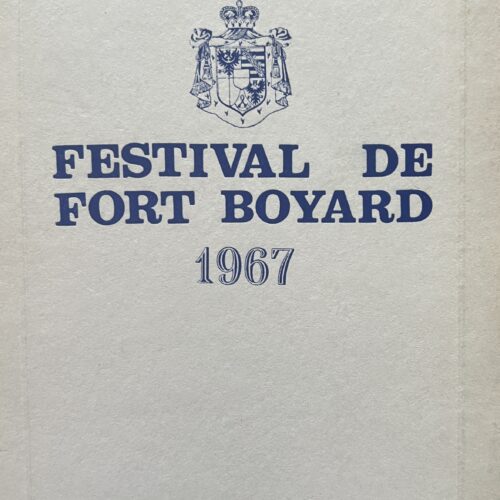 FESTIVAL DE
FORT BOYARD
1967